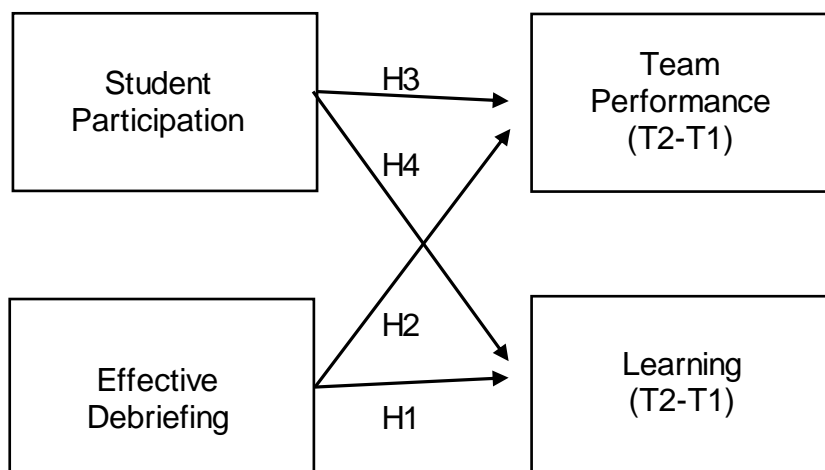 Student
Participation
H3
Team
Performance
(T2-T1)
H4
H2
Effective
Debriefing
H1
Learning
(T2-T1)